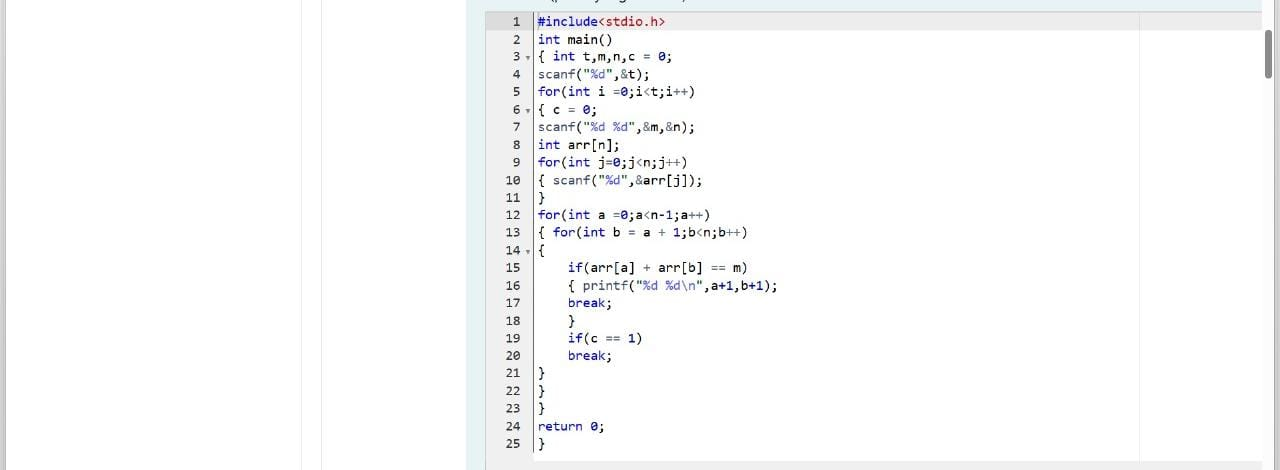 1 #include<stdio.h>
2 int main()
3 { int t,m,n,c = 0;
4 scanf("%d",&t);
5 for(int i =0;i<t;i++)
6 { c = 0;
7 scanf("%d %d",&m,&n);
8 int arr[n];
9 for(int j=0;j<n;j++)
10 { scanf("%d",&arr[j]);
11 }
12 for(int a =0;a<n-1;a++)
13 { for(int b = a + 1;b<n;b++)
14 {
15     if(arr[a] + arr[b] == m)
16     { printf("%d %d\n",a+1,b+1);
17     break;
18     }
19     if(c == 1)
20     break;
21 }
22 }
23 }
24 return 0;
25 }